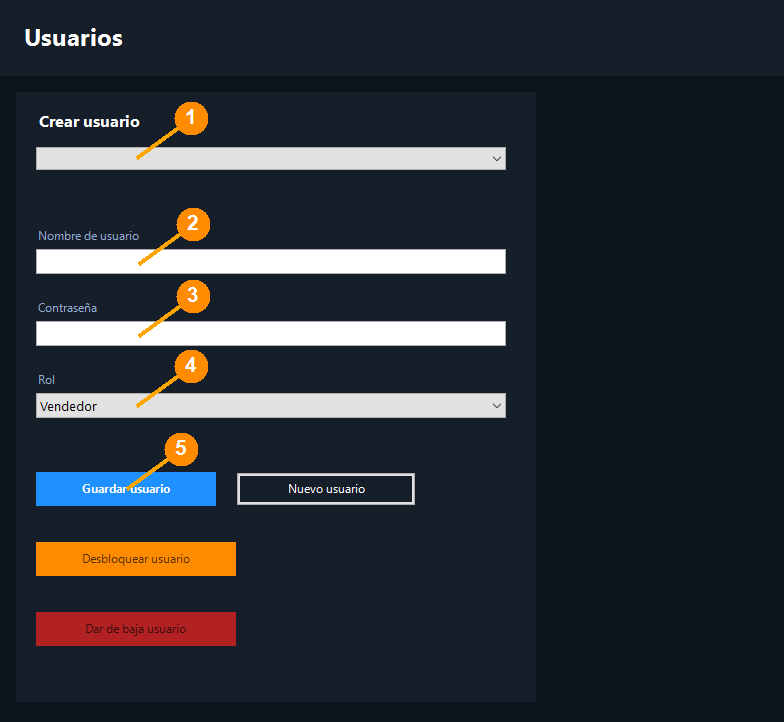 Usuarios
Crear usuario
1
Nombre de usuario
2
Contraseña
3
Rol
4
Vendedor
5
Guardar usuario
Nuevo usuario
Desbloquear usuario
Dar de baja usuario